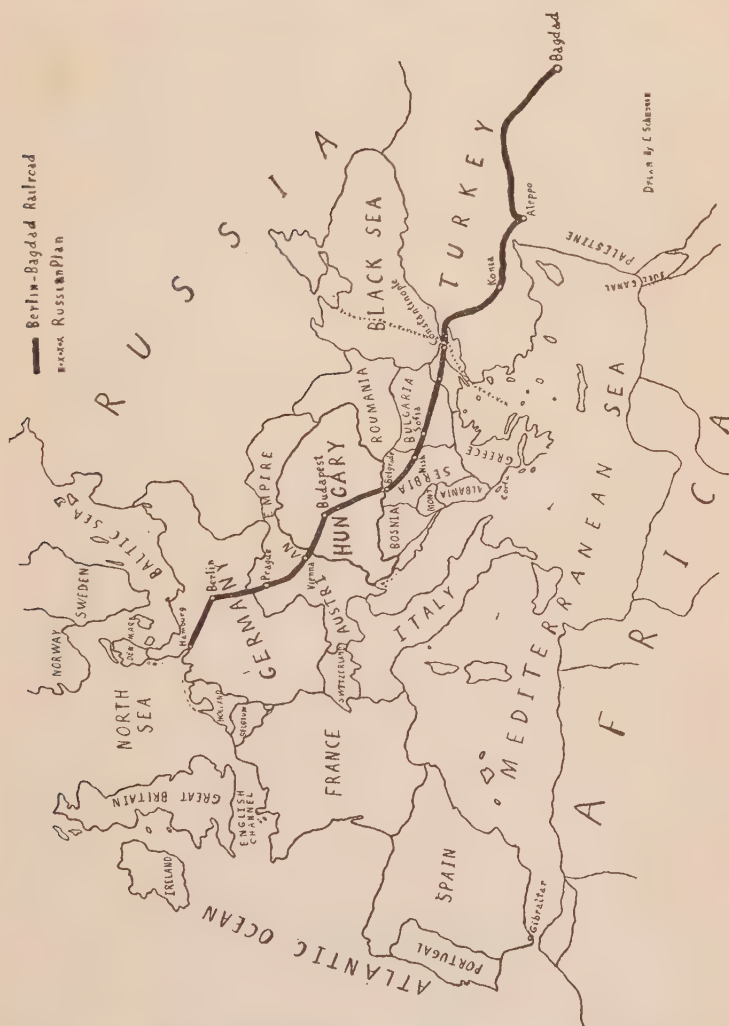 Berlin-Bagdad Railroad
Russian Plan
RUSSIA
NORWAY
SWEDEN
BALTIC SEA
DENMARK
NORTH
SEA
Hamburg
Berlin
GERMANY
HOLLAND
BELGIUM
GREAT BRITAIN
IRELAND
ENGLISH
CHANNEL
ATLANTIC OCEAN
FRANCE
SWITZERLAND
Prague
Vienna
AUSTRI
AN
EMPIRE
Budapest
HUNGARY
ROUMANIA
BOSNIA
Belgrade
SERBIA
Nish
MONT
ALBANIA
BULGARIA
Sofia
GREECE
Corfu
ITALY
BLACK SEA
Constantinople
TURKEY
Konia
Aleppo
Bagdad
PALESTINE
SUEZ CANAL
SPAIN
PORTUGAL
Gibraltar
MEDITERRANEAN SEA
AFRICA
Drawn By E